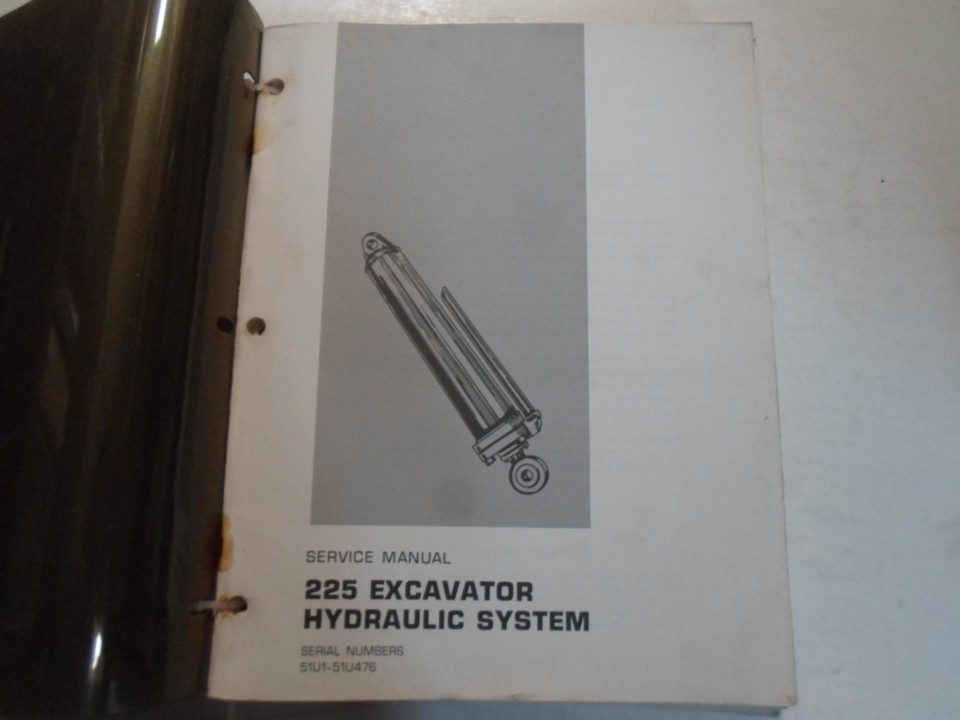 SERVICE MANUAL
225 EXCAVATOR
HYDRAULIC SYSTEM
SERIAL NUMBERS
51U1-51U476